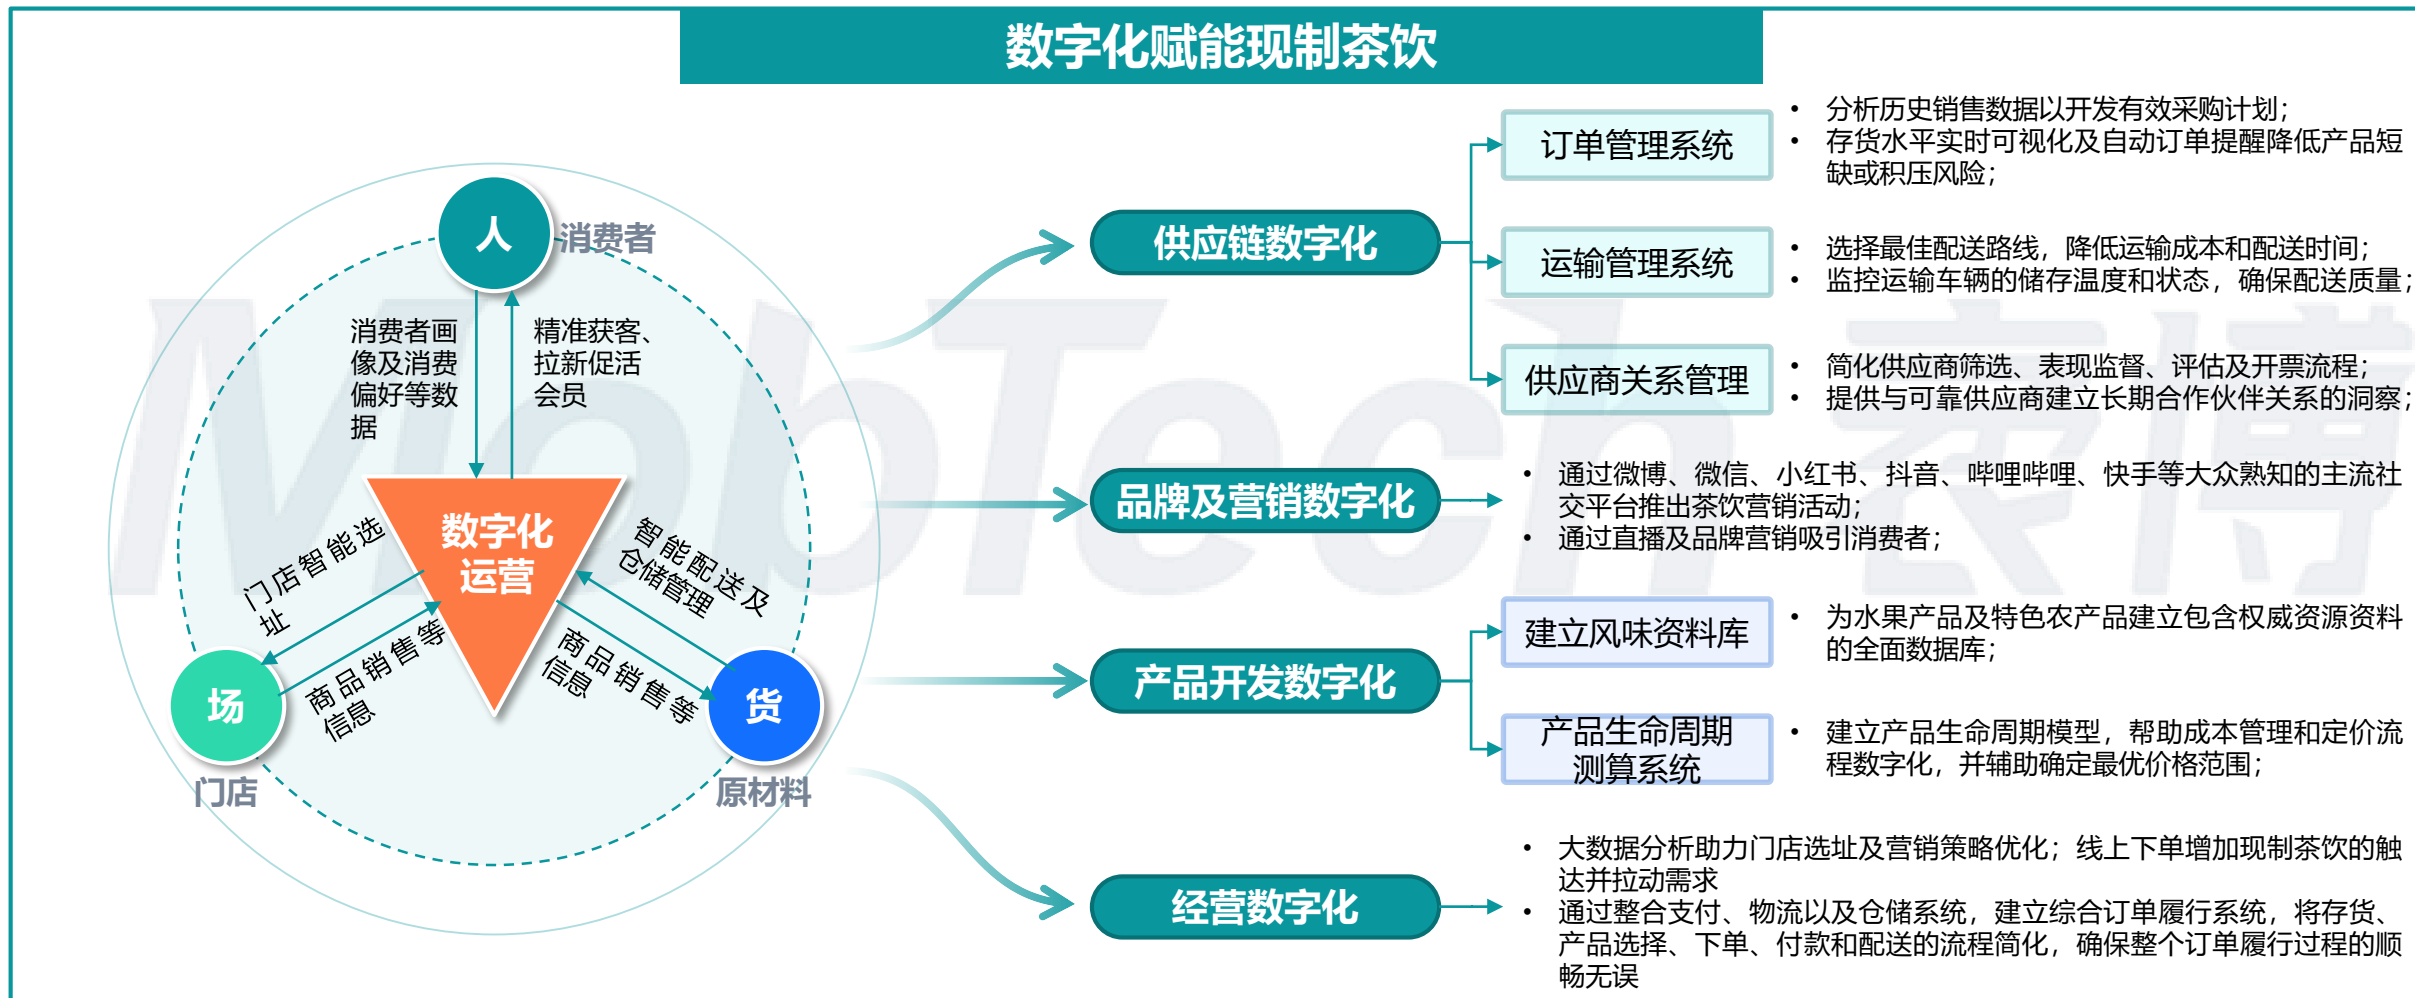 数字化赋能现制茶饮
人
消费者
消费者画
像及消费
偏好等数
据
精准获客、
拉新促活
会员
数字化
运营
门店智能选
址
商品销售等
信息
智能配送及
仓储管理
商品销售等
信息
场
门店
货
原材料
供应链数字化
订单管理系统
• 分析历史销售数据以开发有效采购计划；
• 存货水平实时可视化及自动订单提醒降低产品短
缺或积压风险；
运输管理系统
• 选择最佳配送路线，降低运输成本和配送时间；
• 监控运输车辆的储存温度和状态，确保配送质量；
供应商关系管理
• 简化供应商筛选、表现监督、评估及开票流程；
• 提供与可靠供应商建立长期合作伙伴关系的洞察；
品牌及营销数字化
• 通过微博、微信、小红书、抖音、哔哩哔哩、快手等大众熟知的主流社
交平台推出茶饮营销活动；
• 通过直播及品牌营销吸引消费者；
产品开发数字化
建立风味资料库
• 为水果产品及特色农产品建立包含权威资源资料
的全面数据库；
产品生命周期
测算系统
• 建立产品生命周期模型，帮助成本管理和定价流
程数字化，并辅助确定最优价格范围；
经营数字化
• 大数据分析助力门店选址及营销策略优化；线上下单增加现制茶饮的触
达并拉动需求
• 通过整合支付、物流以及仓储系统，建立综合订单履行系统，将存货、
产品选择、下单、付款和配送的流程简化，确保整个订单履行过程的顺
畅无误
MobTech 袤博